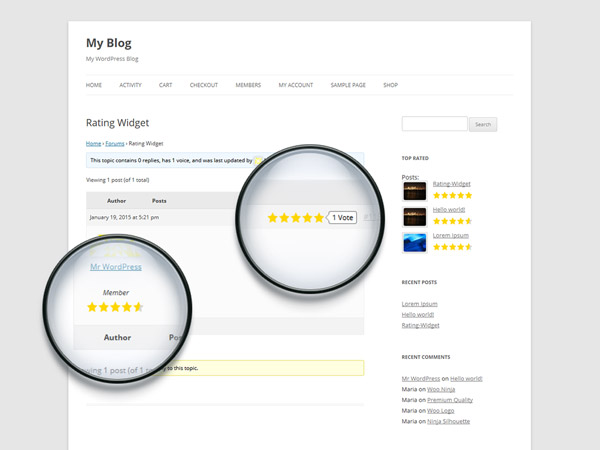 My Blog
My WordPress Blog
HOME ACTIVITY CART CHECKOUT MEMBERS MY ACCOUNT SAMPLE PAGE SHOP
Rating Widget
Home › Forums › Rating Widget
This topic contains 0 replies, has 1 voice, and was last updated by
Viewing 1 post (of 1 total)
Author Posts
January 19, 2015 at 5:21 pm
1 Vote
Mr WordPress
Member
Author
ewing 1 post (of 1
to this topic.
Search
TOP RATED
Posts:
Rating-Widget
Hello world!
Lorem Ipsum
RECENT POSTS
Lorem Ipsum
Hello world!
Rating-Widget
RECENT COMMENTS
Mr WordPress on Hello world!
Maria on Woo Ninja
Maria on Premium Quality
Maria on Woo Logo
Maria on Ninja Silhouette